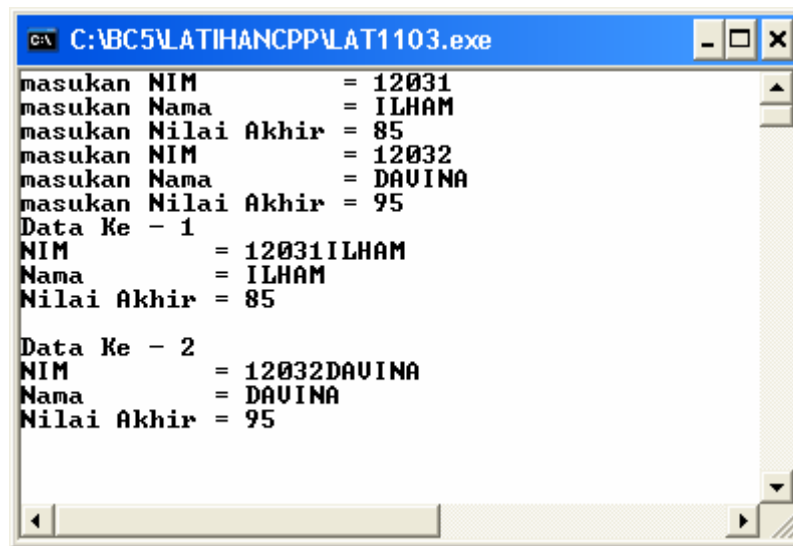 C:\BC5\LATIHANCPP\LAT1103.exe
masukan NIM = 12031
masukan Nama = ILHAM
masukan Nilai Akhir = 85
masukan NIM = 12032
masukan Nama = DAVINA
masukan Nilai Akhir = 95
Data Ke - 1
NIM = 12031ILHAM
Nama = ILHAM
Nilai Akhir = 85
Data Ke - 2
NIM = 12032DAVINA
Nama = DAVINA
Nilai Akhir = 95